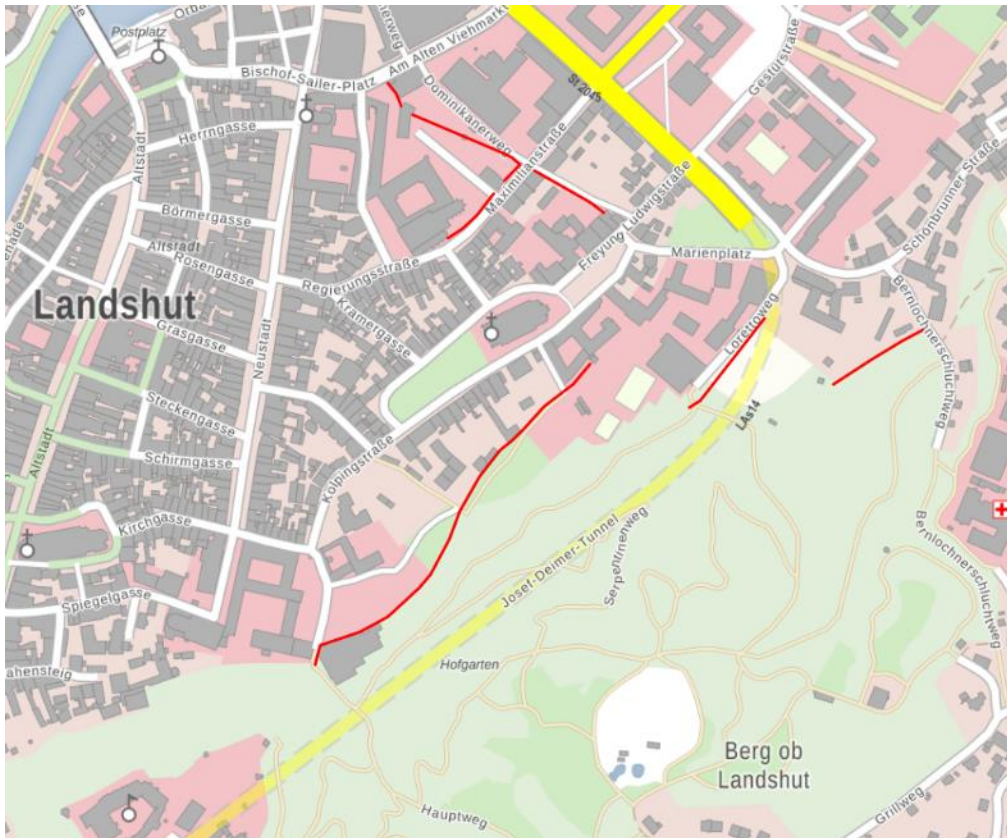 Postplatz
Bischof-Sailer-Platz
Am Alten Viehmarkt
Dominikanerweg
St 2045
Gestütstraße
Herrngasse
Altstadt
Maximilianstraße
Schönbrunner Straße
Börmergasse
Altstadt
Rosengasse
Regierungsstraße
Freyung
Ludwigstraße
Marienplatz
Landshut
Grasgasse
Kramergasse
Neustadt
Lorettoweg
Bernlochnerschluchtweg
Steckengasse
LAs14
Altstadt
Schirmgasse
Kolpingstraße
Kirchgasse
Josef-Deimer-Tunnel
Serpentinenweg
Bernlochnerschluchtweg
Spiegelgasse
ahensteig
Hofgarten
Berg ob
Landshut
Hauptweg
Grillweg